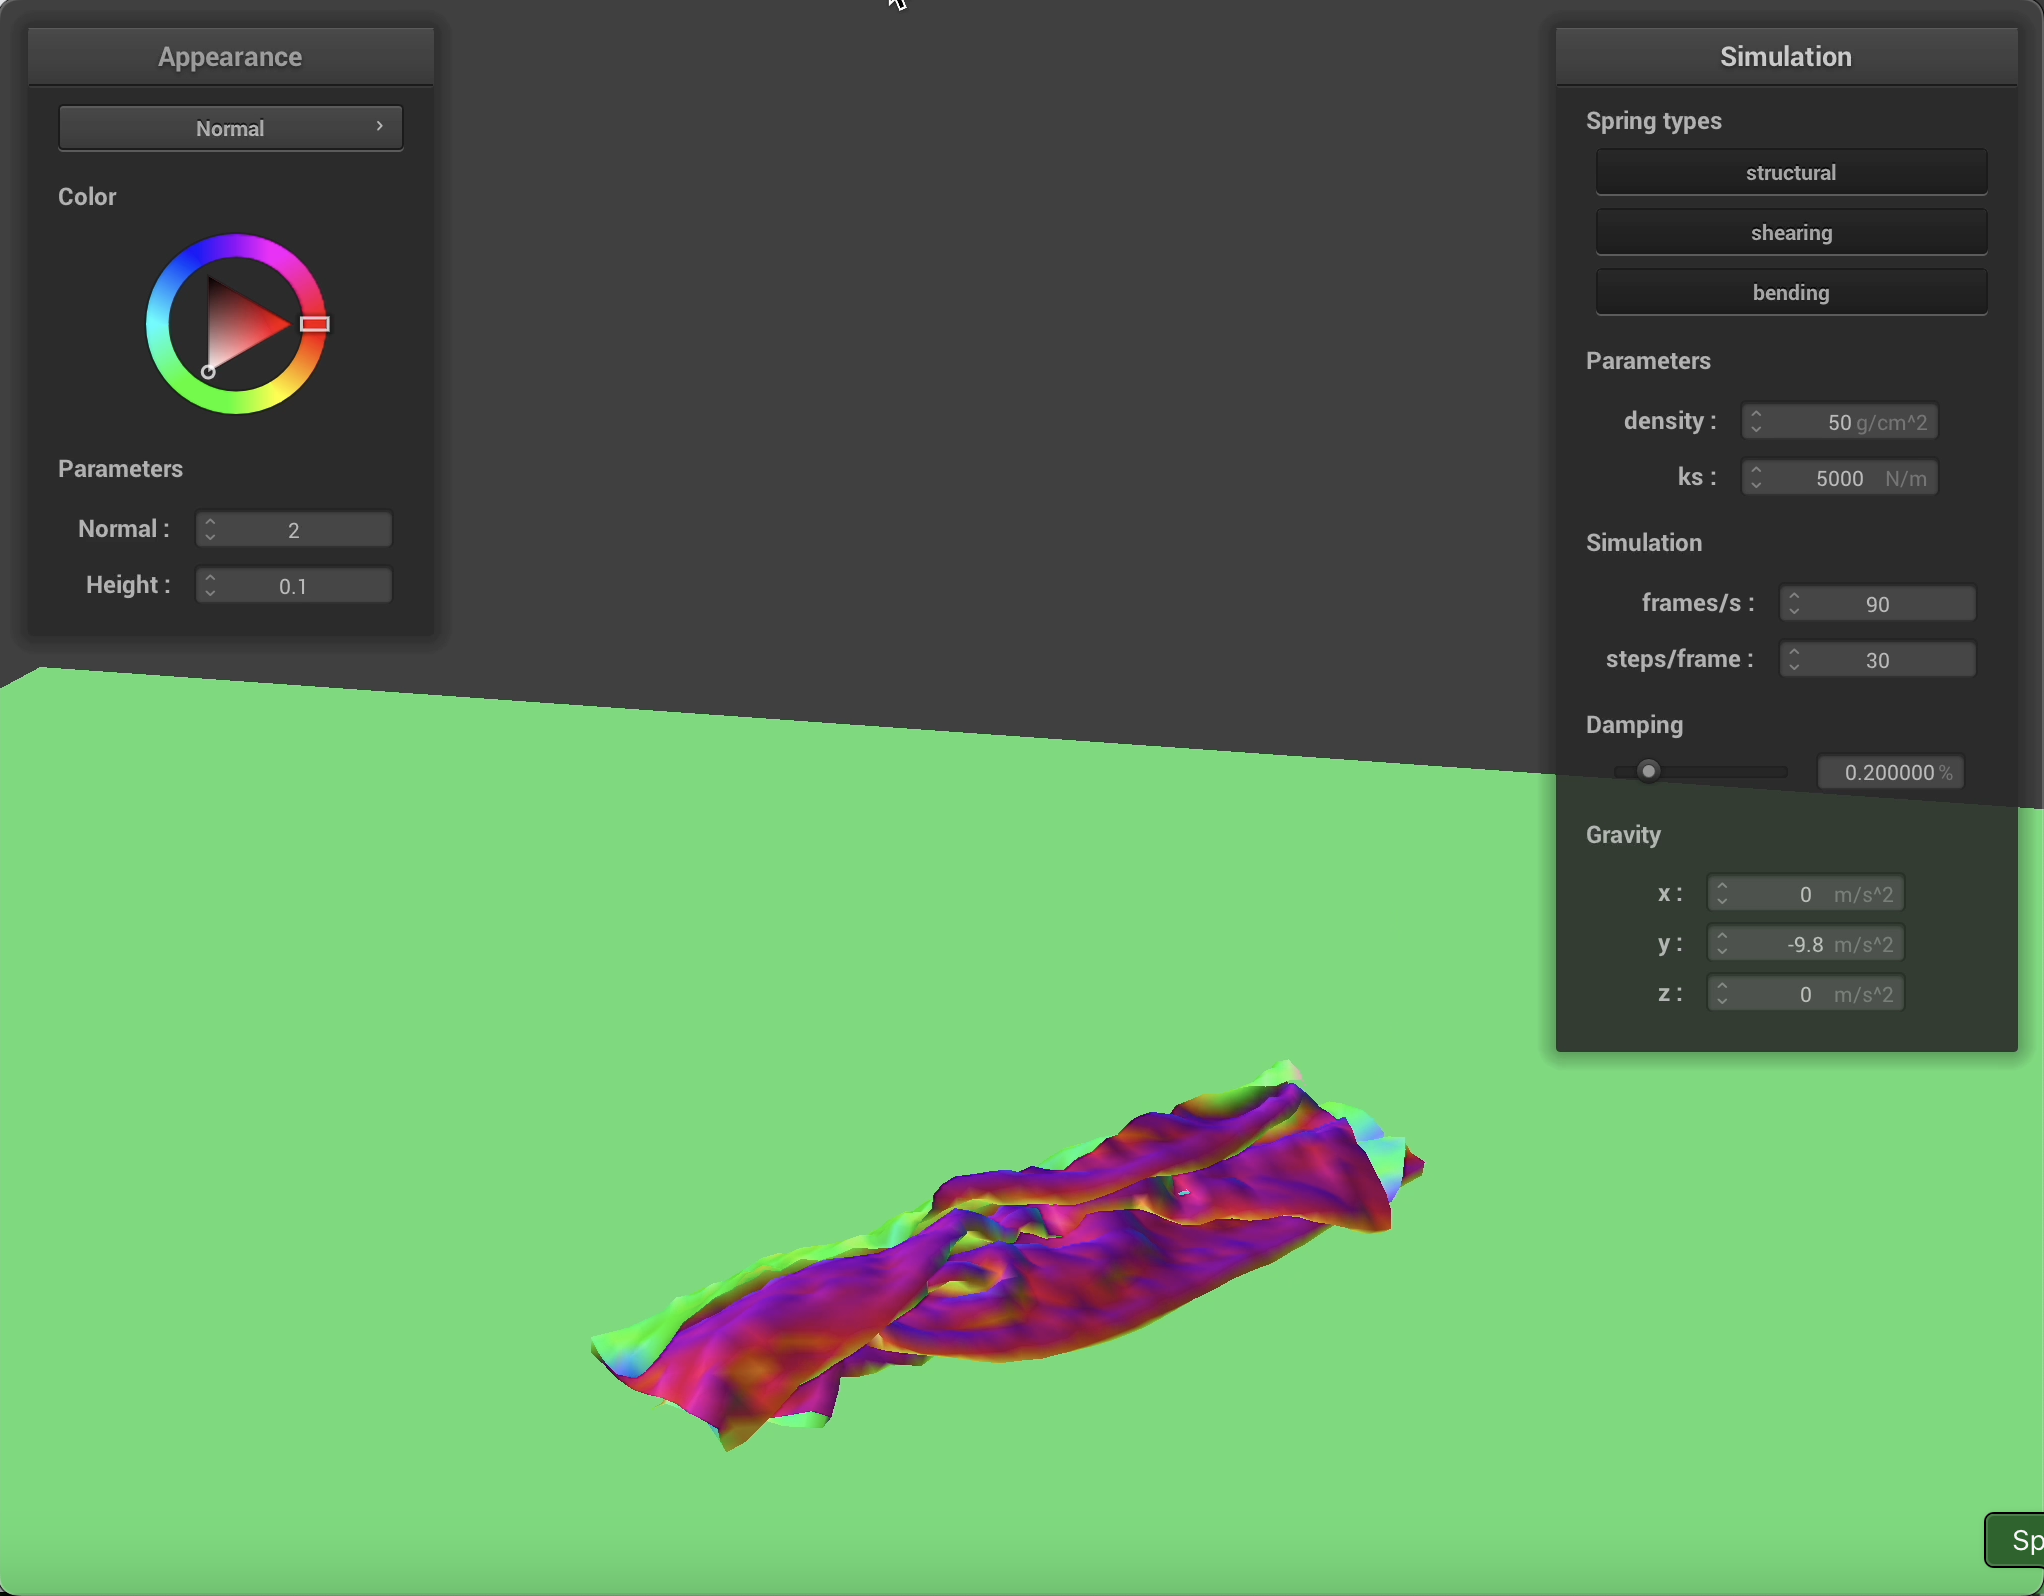 Appearance
Normal
Color
Parameters
Normal : 2
Height : 0.1
Simulation
Spring types
structural
shearing
bending
Parameters
density : 50 g/cm^2
ks : 5000 N/m
Simulation
frames/s : 90
steps/frame : 30
Damping
0.200000 %
Gravity
x : 0 m/s^2
y : -9.8 m/s^2
z : 0 m/s^2
Sp